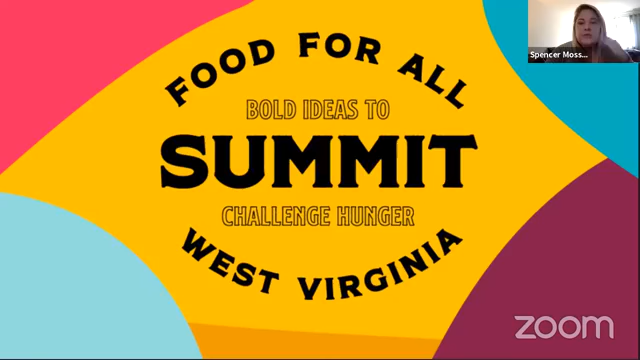 FOOD FOR ALL
BOLD IDEAS TO
SUMMIT
CHALLENGE HUNGER
WEST VIRGINIA
Spencer Moss...
zoom